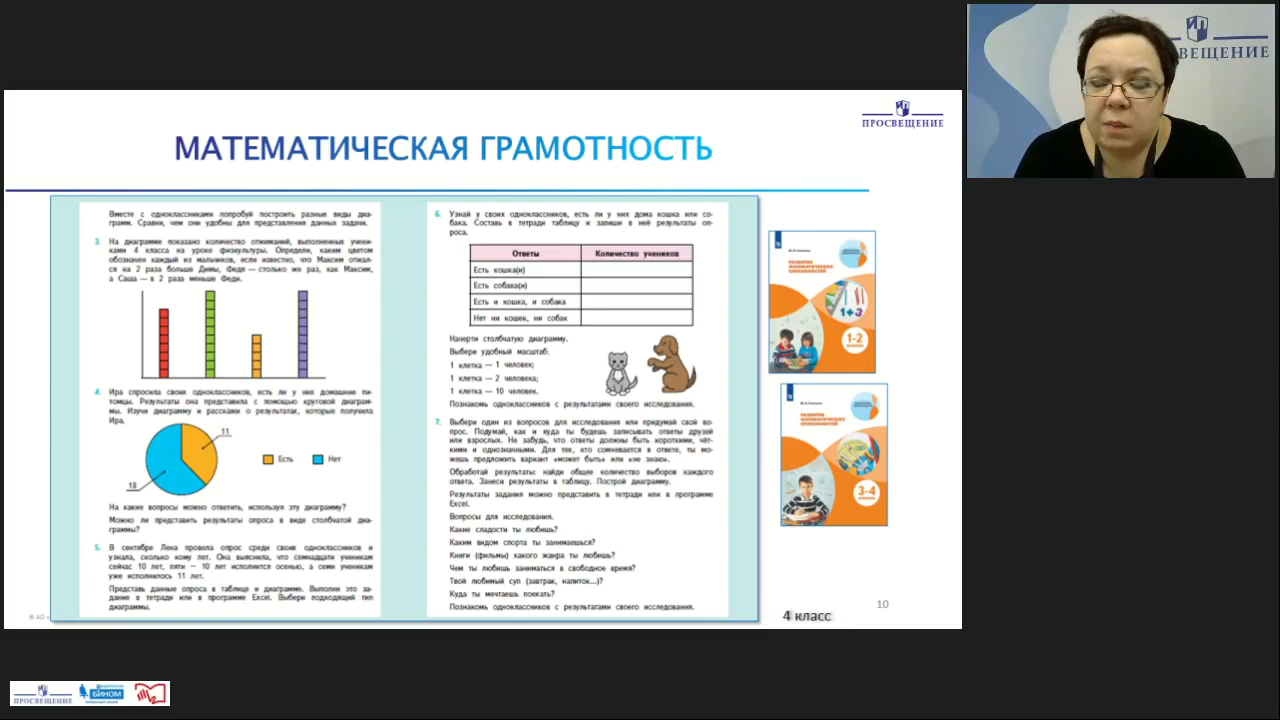 ПРОСВЕЩЕНИЕ
МАТЕМАТИЧЕСКАЯ ГРАМОТНОСТЬ
Вместе с одноклассниками попробуй построить разные виды диа-
грамм. Сравни, чем они удобны для представления данных задачи.
3. На диаграмме показано количество отжиманий, выполненных учени-
ками 4 класса на уроке физкультуры. Определи, каким цветом
обозначен каждый из мальчиков, если известно, что Максим отжал-
ся на 2 раза больше Димы, Федя — столько же раз, как Максим,
а Саша — в 2 раза меньше Феди.
4. Ира спросила своих одноклассников, есть ли у них домашние пи-
томцы. Результаты она представила с помощью круговой диаграм-
мы. Изучи диаграмму и расскажи о результатах, которые получила
Ира.
11
18
Есть
Нет
На какие вопросы можно ответить, используя эту диаграмму?
Можно ли представить результаты опроса в виде столбчатой диа-
граммы?
5. В сентябре Лена провела опрос среди своих одноклассников и
узнала, сколько кому лет. Она выяснила, что семнадцати ученикам
сейчас 10 лет, пяти — 10 лет исполнится осенью, а семи ученикам
уже исполнилось 11 лет.
Представь данные опроса в таблице и диаграмме. Выполни это за-
дание в тетради или в программе Excel. Выбери подходящий тип
диаграммы.
6. Узнай у своих одноклассников, есть ли у них дома кошка или со-
бака. Составь в тетради таблицу и запиши в неё результаты оп-
роса.
Ответы Количество учеников
Есть кошка(и)
Есть собака(и)
Есть и кошка, и собака
Нет ни кошек, ни собак
Начерти столбчатую диаграмму.
Выбери удобный масштаб:
1 клетка — 1 человек;
1 клетка — 2 человека;
1 клетка — 10 человек.
Познакомь одноклассников с результатами своего исследования.
7. Выбери один из вопросов для исследования или придумай свой во-
прос. Подумай, как и куда ты будешь записывать ответы друзей
или взрослых. Не забудь, что ответы должны быть короткими, чёт-
кими и однозначными. Для тех, кто сомневается в ответе, ты мо-
жешь предложить вариант «может быть» или «не знаю».
Обработай результаты: найди общее количество выборов каждого
ответа. Занеси результаты в таблицу. Построй диаграмму.
Результаты задания можно представить в тетради или в программе
Excel.
Вопросы для исследования.
Какие сладости ты любишь?
Каким видом спорта ты занимаешься?
Книги (фильмы) какого жанра ты любишь?
Чем ты любишь заниматься в свободное время?
Твой любимый суп (завтрак, напиток...)?
Куда ты мечтаешь поехать?
Познакомь одноклассников с результатами своего исследования.
РАЗВИТИЕ
МАТЕМАТИЧЕСКИХ
СПОСОБНОСТЕЙ
1+3
1-2
РАЗВИТИЕ
МАТЕМАТИЧЕСКИХ
СПОСОБНОСТЕЙ
3-4
4 класс
10
© АО
ПРОСВЕЩЕНИЕ
БИНОМ